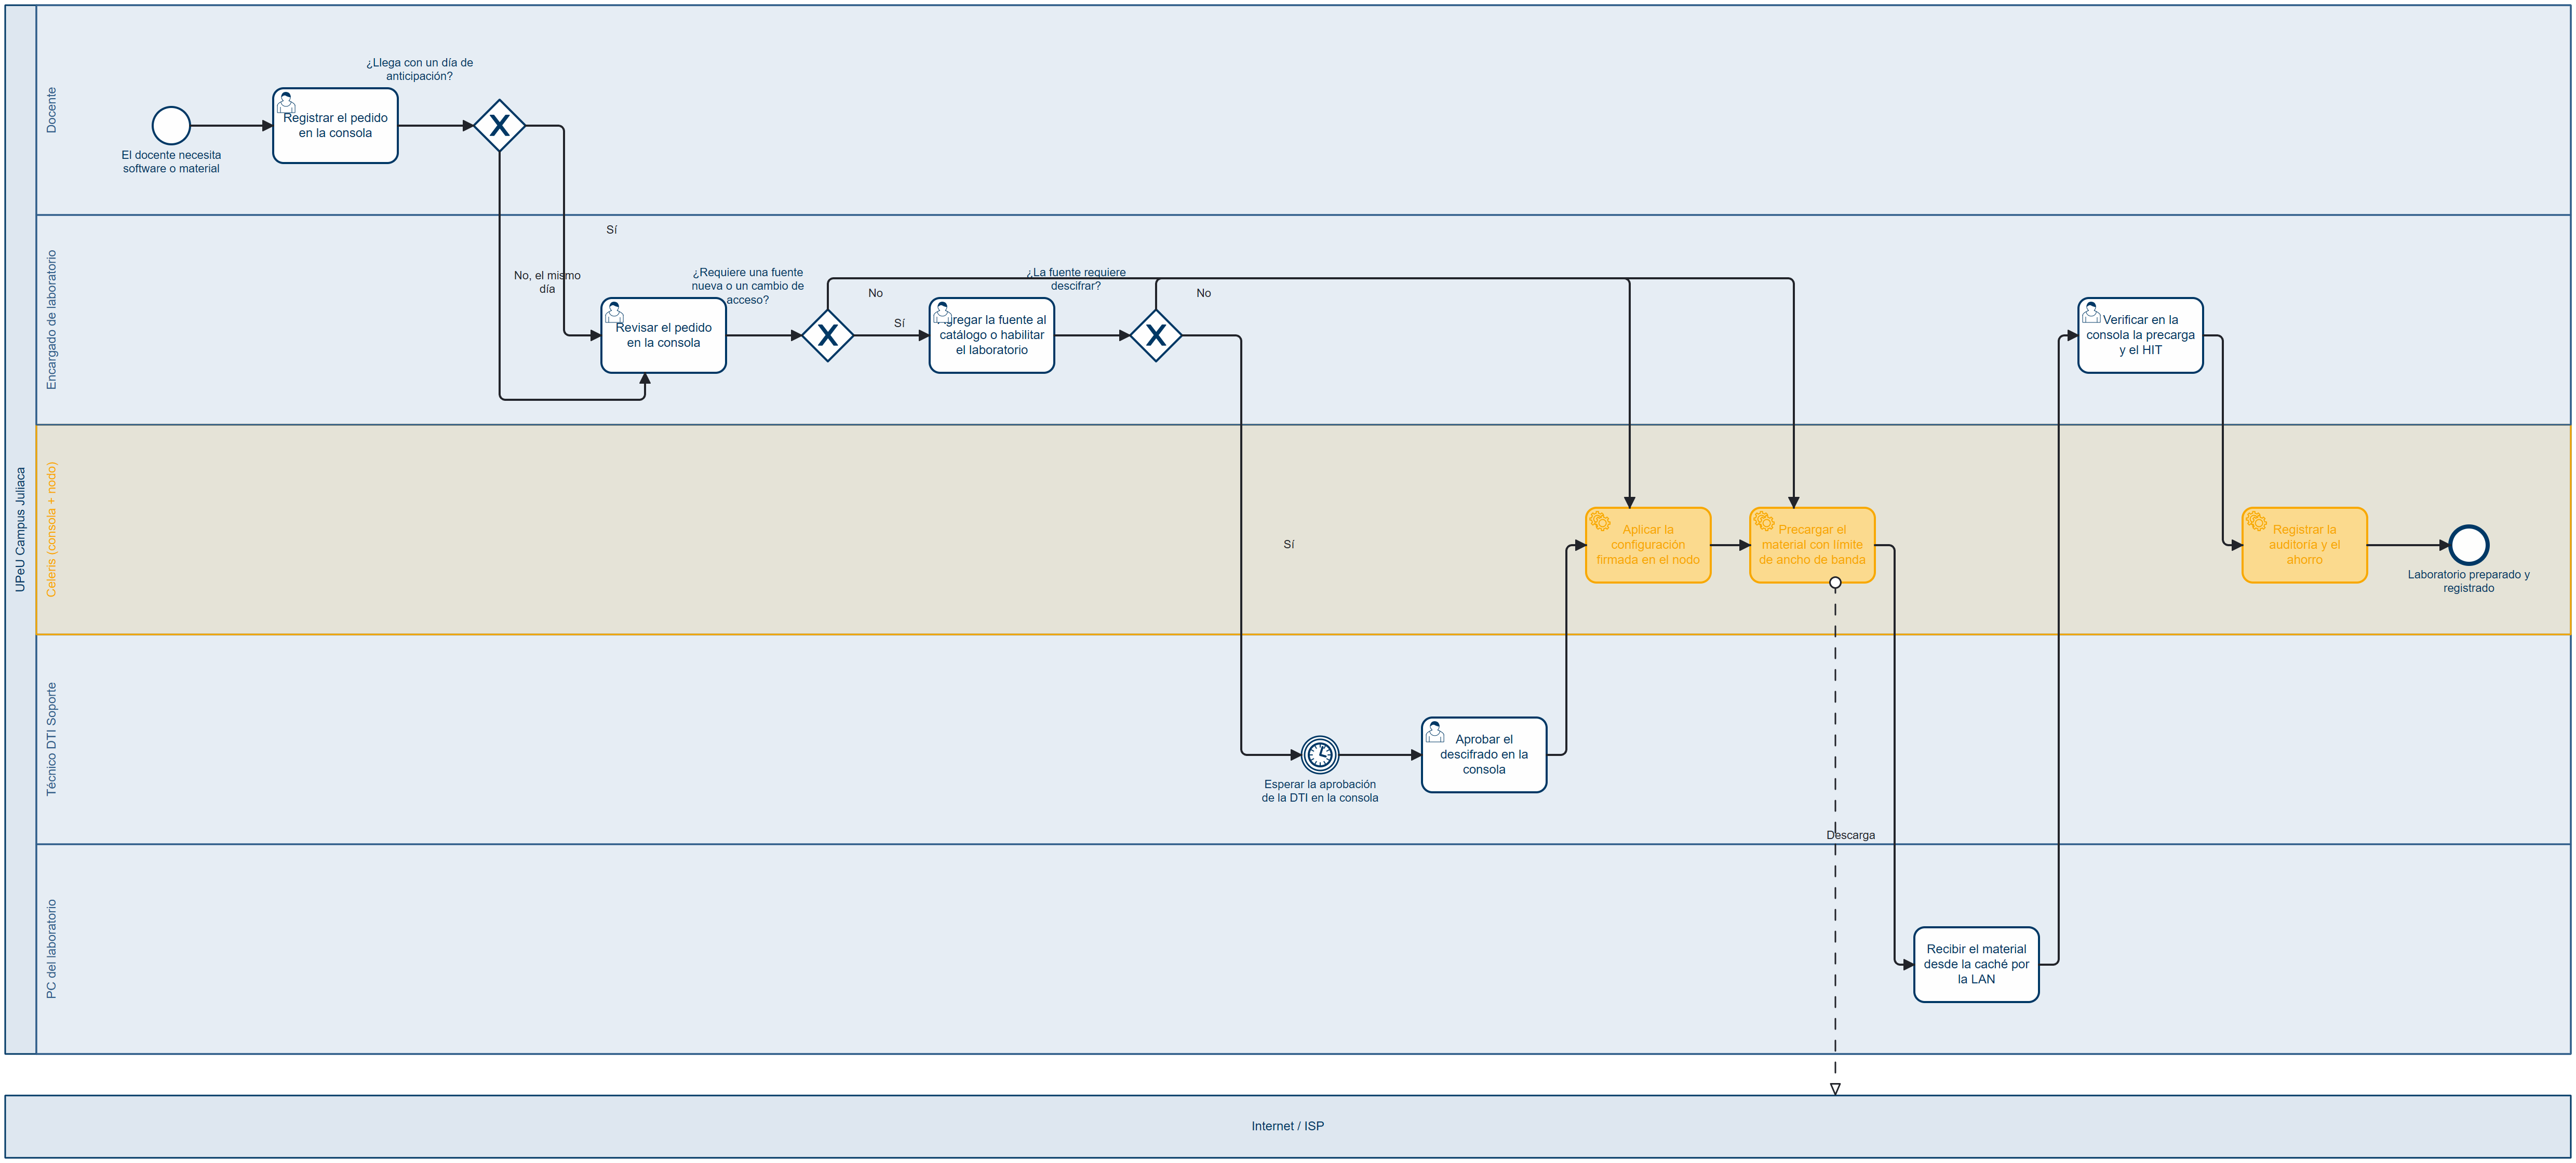 UPeU Campus Juliaca
Docente
¿Llega con un día de
anticipación?
El docente necesita
software o material
Registrar el pedido
en la consola
Encargado de laboratorio
Sí
No, el mismo
día
Revisar el pedido
en la consola
¿Requiere una fuente
nueva o un cambio de
acceso?
No
Sí
Agregar la fuente al
catálogo o habilitar
el laboratorio
¿La fuente requiere
descifrar?
No
Verificar en la
consola la precarga
y el HIT
Celeris (consola + nodo)
Sí
Aplicar la
configuración
firmada en el nodo
Precargar el
material con límite
de ancho de banda
Registrar la
auditoría y el
ahorro
Laboratorio preparado y
registrado
Técnico DTI Soporte
Esperar la aprobación
de la DTI en la consola
Aprobar el
descifrado en la
consola
Descarga
PC del laboratorio
Recibir el material
desde la caché por
la LAN
Internet / ISP